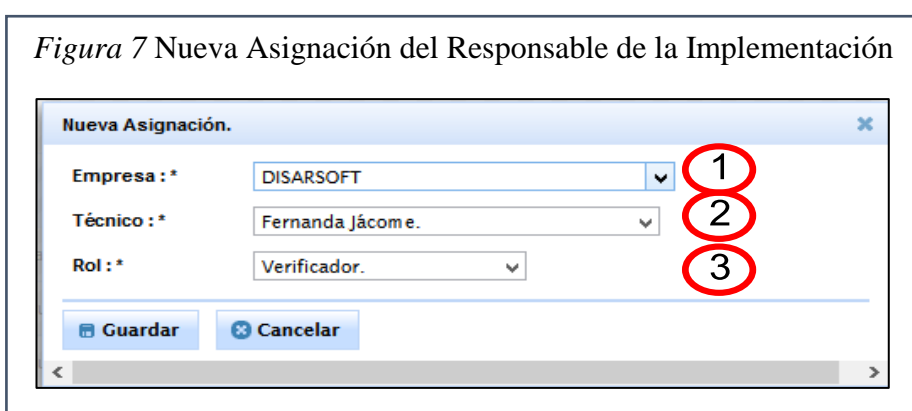 Figura 7 Nueva Asignación del Responsable de la Implementación
Nueva Asignación.
Empresa : * DISARSOFT 1
Técnico : * Fernanda Jácome. 2
Rol : * Verificador. 3
Guardar Cancelar